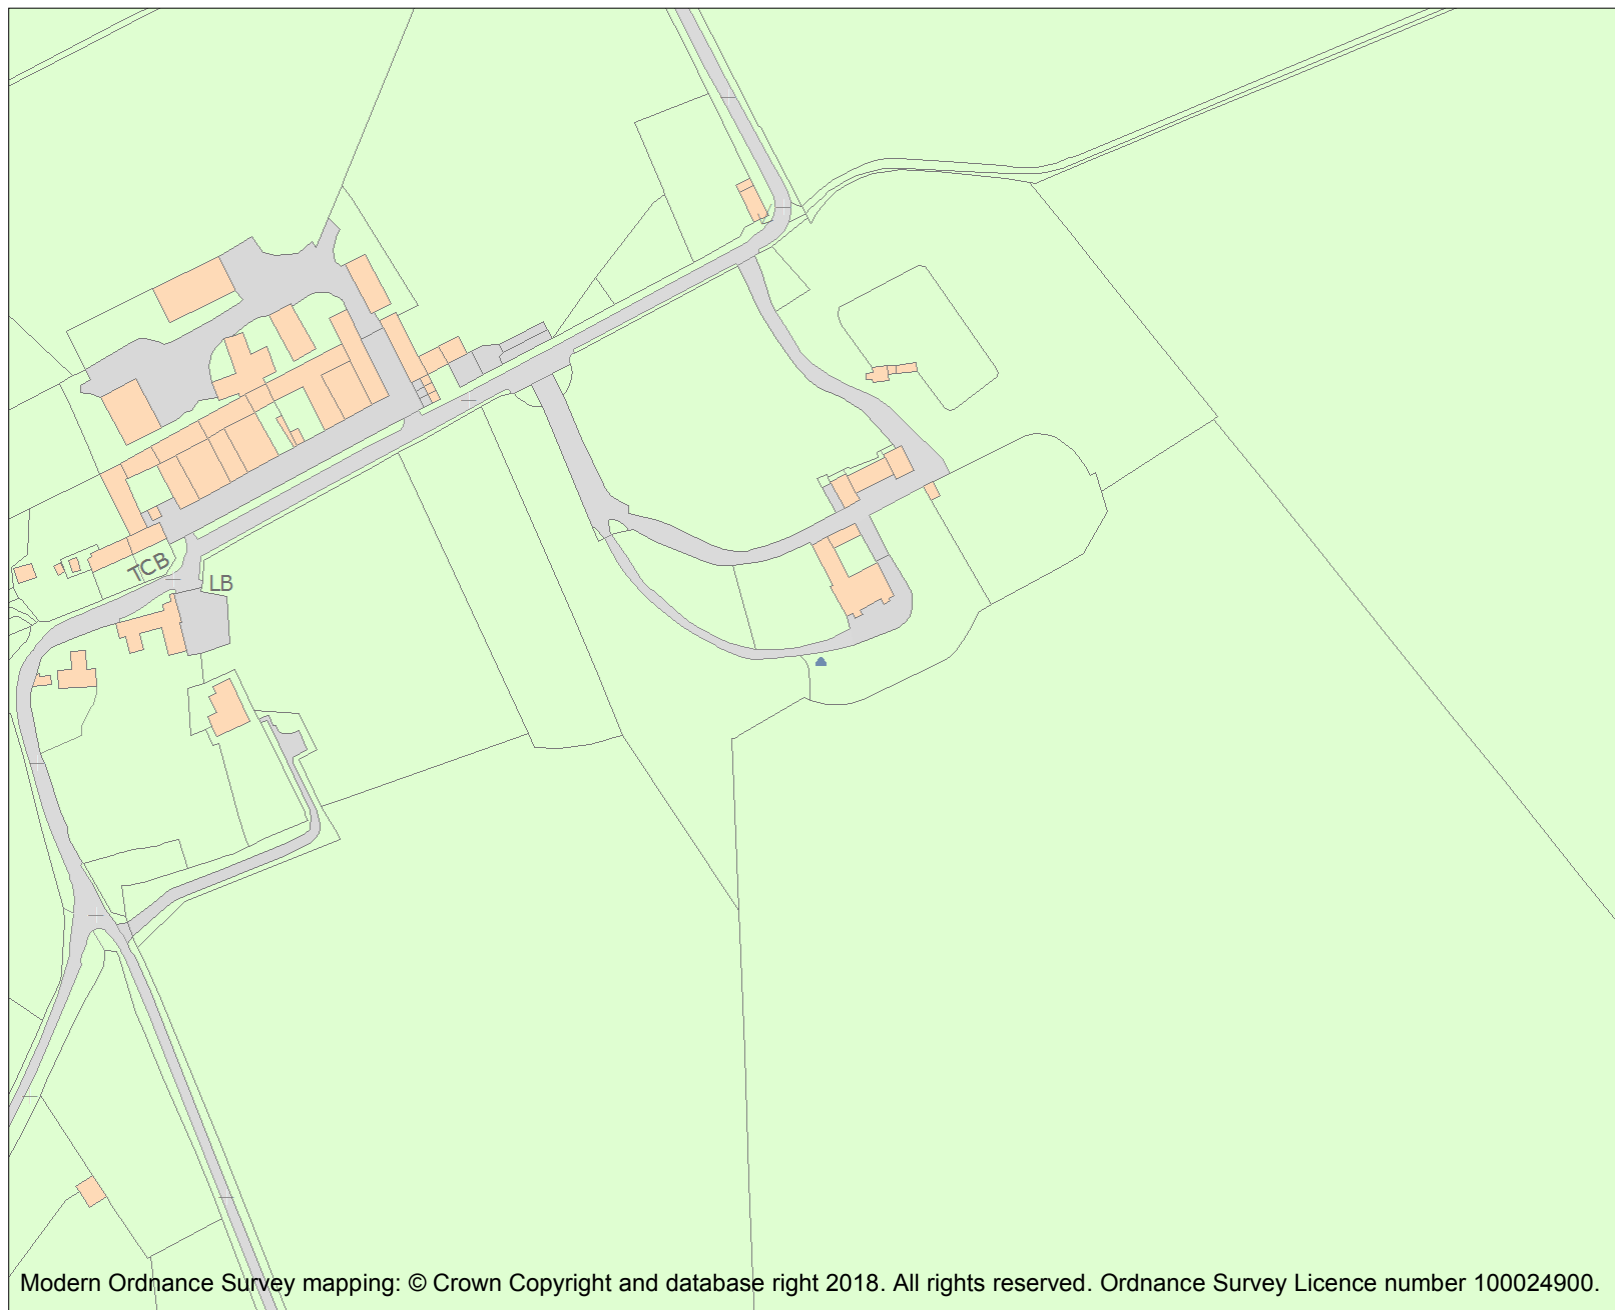 TCB
LB
Modern Ordnance Survey mapping: © Crown Copyright and database right 2018. All rights reserved. Ordnance Survey Licence number 100024900.